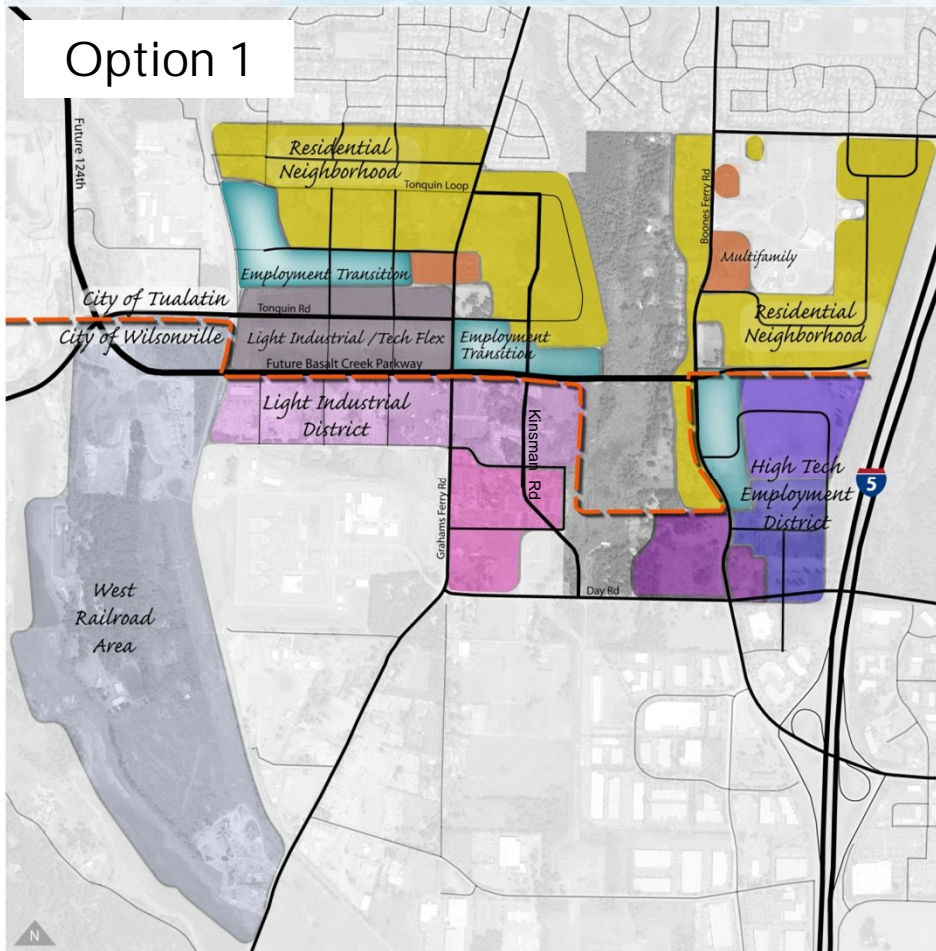 Option 1
Future 124th
Residential
Neighborhood
Tonquin Loop
Boones Ferry Rd
Multifamily
Employment Transition
City of Tualatin
Tonquin Rd
Residential
Neighborhood
City of Wilsonville
Light Industrial / Tech Flex
Employment
Transition
Future Basalt Creek Parkway
Light Industrial
District
Kinsman Rd
High Tech
Employment
District
5
Grahams Ferry Rd
West
Railroad
Area
Day Rd
N